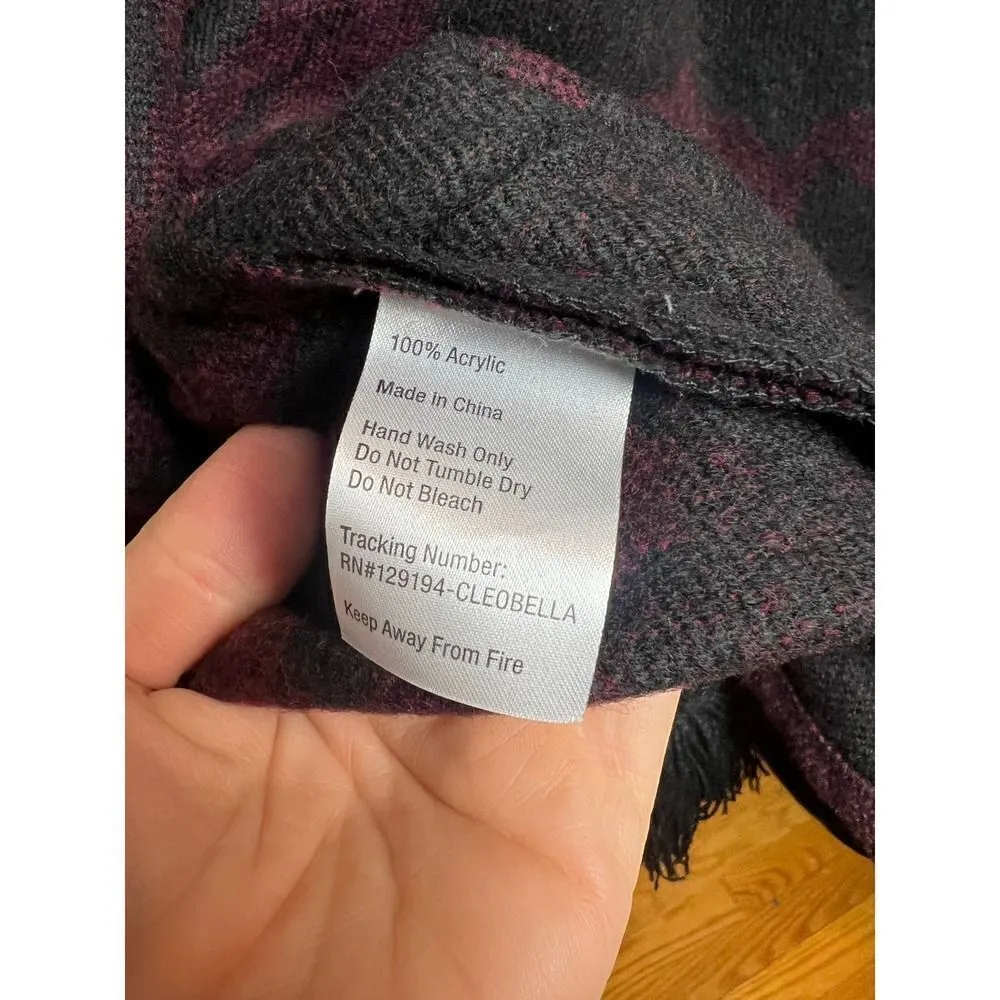 100% Acrylic
Made in China
Hand Wash Only
Do Not Tumble Dry
Do Not Bleach
Tracking Number:
RN#129194-CLEOBELLA
Keep Away From Fire